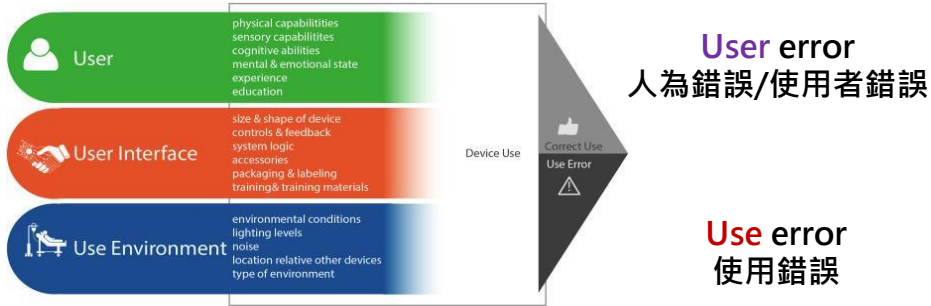 User
physical capabilitities
sensory capabilitites
cognitive abilities
mental & emotional state
experience
education
User Interface
size & shape of device
controls & feedback
system logic
accessories
packaging & labeling
training& training materials
Use Environment
environmental conditions
lighting levels
noise
location relative other devices
type of environment
Device Use
Correct Use
Use Error
User error
人為錯誤/使用者錯誤
Use error
使用錯誤